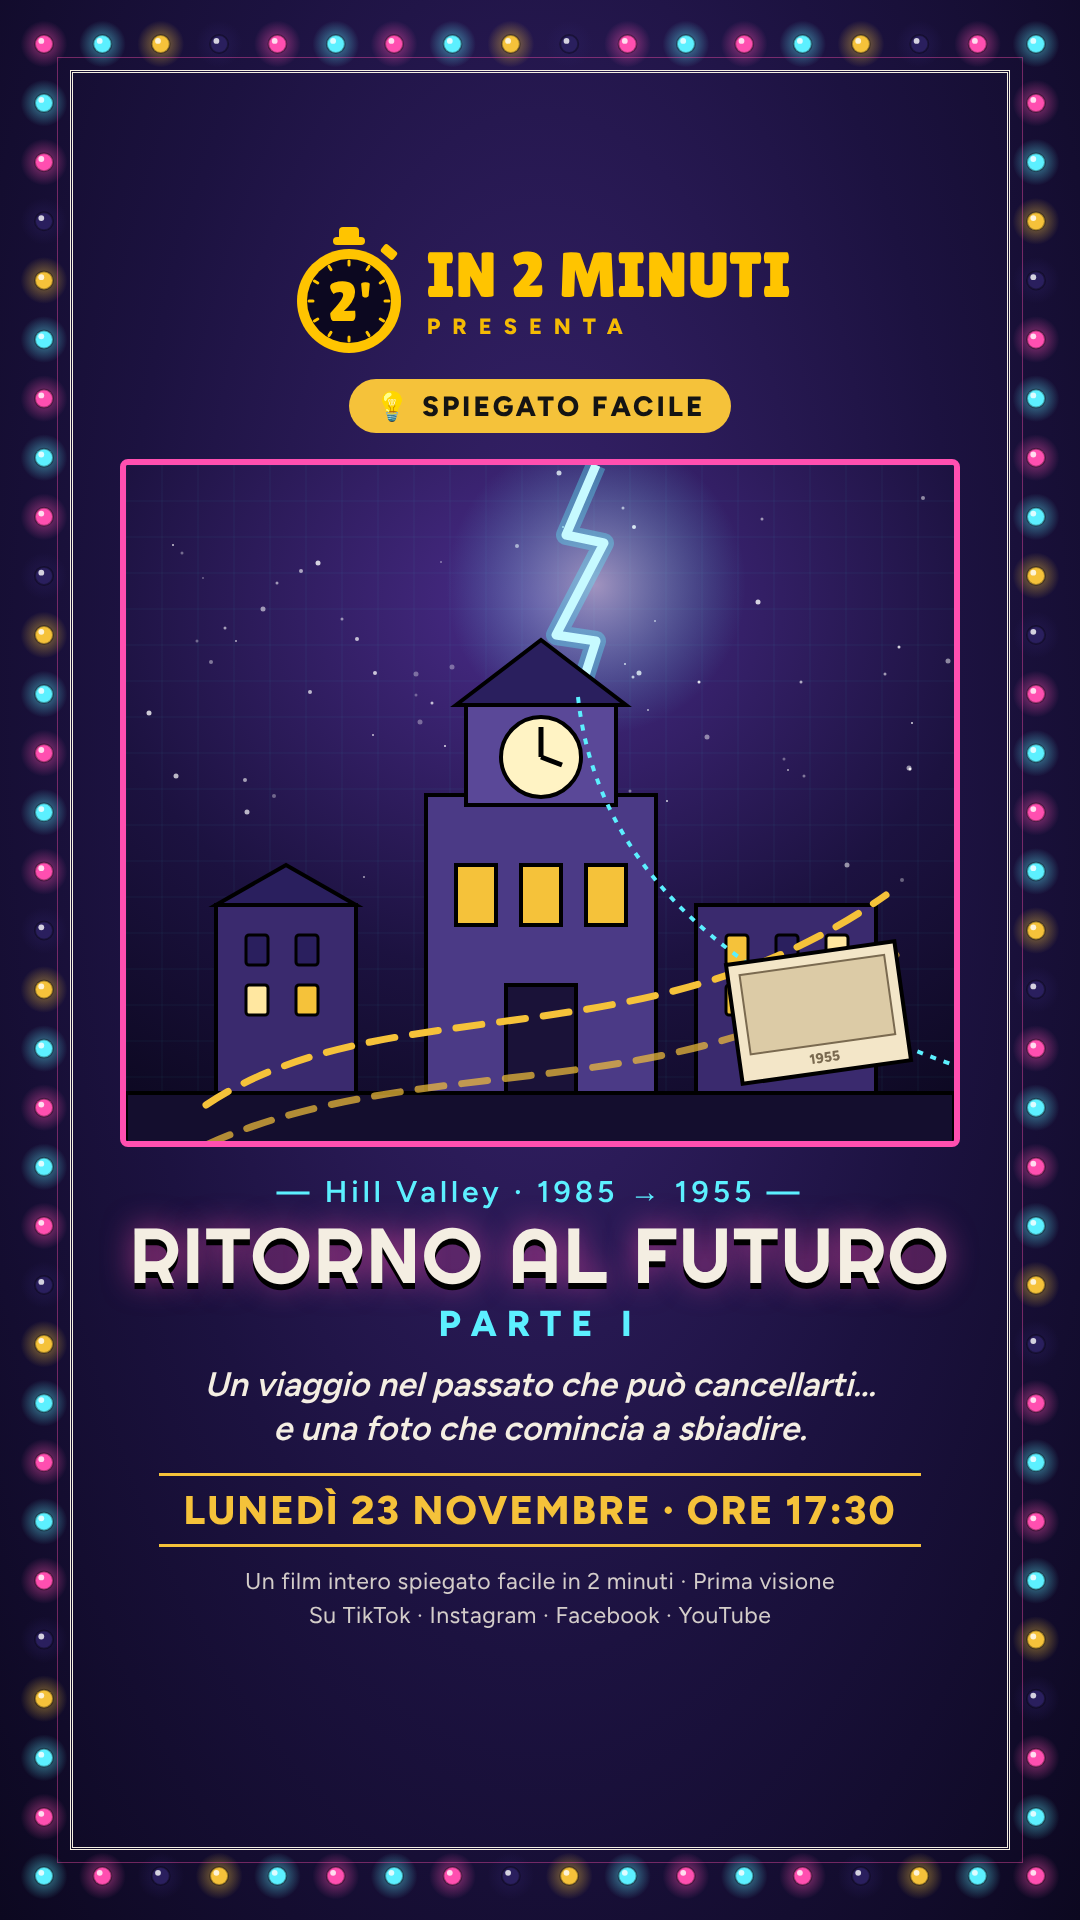 2'
IN 2 MINUTI
PRESENTA
💡 SPIEGATO FACILE
1955
— Hill Valley · 1985 → 1955 —
RITORNO AL FUTURO
PARTE I
Un viaggio nel passato che può cancellarti...
e una foto che comincia a sbiadire.
LUNEDÌ 23 NOVEMBRE · ORE 17:30
Un film intero spiegato facile in 2 minuti · Prima visione
Su TikTok · Instagram · Facebook · YouTube